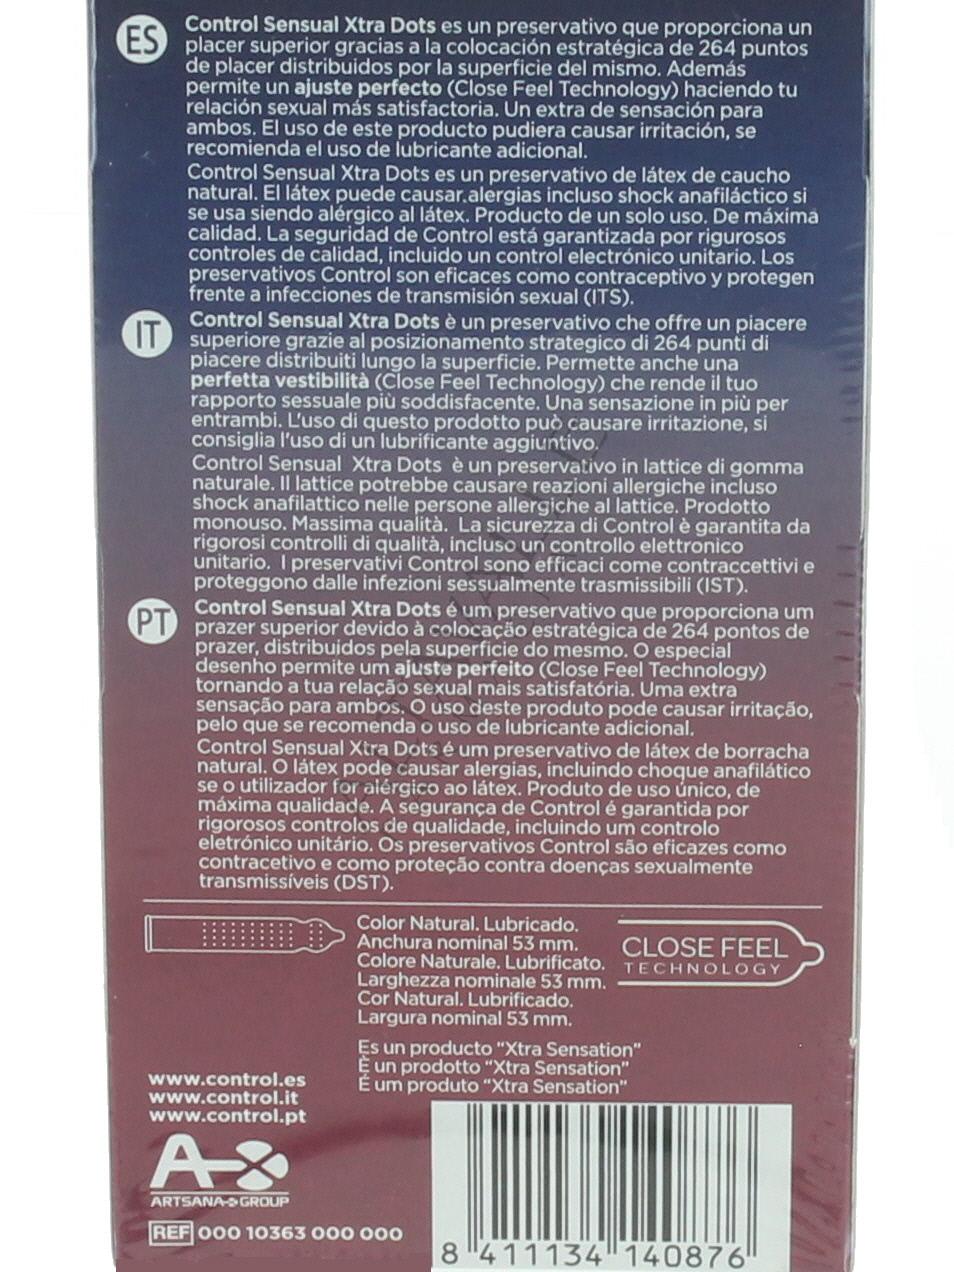 ES
Control Sensual Xtra Dots es un preservativo que proporciona un
placer superior gracias a la colocación estratégica de 264 puntos
de placer distribuidos por la superficie del mismo. Además
permite un ajuste perfecto (Close Feel Technology) haciendo tu
relación sexual más satisfactoria. Un extra de sensación para
ambos. El uso de este producto pudiera causar irritación, se
recomienda el uso de lubricante adicional.
Control Sensual Xtra Dots es un preservativo de látex de caucho
natural. El látex puede causar alergias incluso shock anafiláctico si
se usa siendo alérgico al látex. Producto de un solo uso. De máxima
calidad. La seguridad de Control está garantizada por rigurosos
controles de calidad, incluido un control electrónico unitario. Los
preservativos Control son eficaces como contraceptivo y protegen
frente a infecciones de transmisión sexual (ITS).
IT
Control Sensual Xtra Dots è un preservativo che offre un piacere
superiore grazie al posizionamento strategico di 264 punti di
piacere distribuiti lungo la superficie. Permette anche una
perfetta vestibilità (Close Feel Technology) che rende il tuo
rapporto sessuale più soddisfacente. Una sensazione in più per
entrambi. L'uso di questo prodotto può causare irritazione, si
consiglia l'uso di un lubrificante aggiuntivo.
Control Sensual Xtra Dots è un preservativo in lattice di gomma
naturale. Il lattice potrebbe causare reazioni allergiche incluso
shock anafilattico nelle persone allergiche al lattice. Prodotto
monouso. Massima qualità. La sicurezza di Control è garantita da
rigorosi controlli di qualità, incluso un controllo elettronico
unitario. I preservativi Control sono efficaci come contraccettivi e
proteggono dalle infezioni sessualmente trasmissibili (IST).
PT
Control Sensual Xtra Dots é um preservativo que proporciona um
prazer superior devido à colocação estratégica de 264 pontos de
prazer, distribuidos pela superficie do mesmo. O especial
desenho permite um ajuste perfeito (Close Feel Technology)
tornando a tua relação sexual mais satisfatória. Uma extra
sensação para ambos. O uso deste produto pode causar irritação,
pelo que se recomenda o uso de lubricante adicional.
Control Sensual Xtra Dots é um preservativo de látex de borracha
natural. O látex pode causar alergias, incluindo choque anafilático
se o utilizador for alérgico ao látex. Produto de uso único, de
máxima qualidade. A segurança de Control é garantida por
rigorosos controlos de qualidade, incluindo um controlo
eletrónico unitário. Os preservativos Control são eficazes como
contracetivo e como proteção contra doenças sexualmente
transmissíveis (DST).
Color Natural. Lubricado.
Anchura nominal 53 mm.
Colore Naturale. Lubrificato.
Larghezza nominale 53 mm.
Cor Natural. Lubrificado.
Largura nominal 53 mm.
CLOSE FEEL
TECHNOLOGY
Es un producto "Xtra Sensation"
È un prodotto "Xtra Sensation"
É um produto "Xtra Sensation"
www.control.es
www.control.it
www.control.pt
ARTSANA GROUP
REF 000 10363 000 000
8 411134 140876